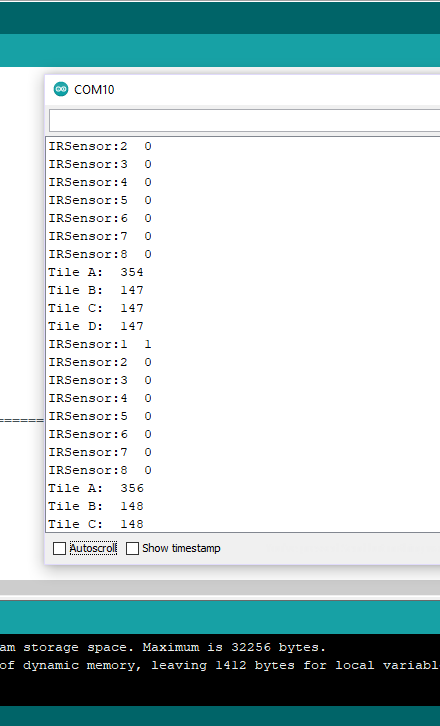 COM10
IRSensor:2  0
IRSensor:3  0
IRSensor:4  0
IRSensor:5  0
IRSensor:6  0
IRSensor:7  0
IRSensor:8  0
Tile A:  354
Tile B:  147
Tile C:  147
Tile D:  147
IRSensor:1  1
IRSensor:2  0
IRSensor:3  0
IRSensor:4  0
IRSensor:5  0
IRSensor:6  0
IRSensor:7  0
IRSensor:8  0
Tile A:  356
Tile B:  148
Tile C:  148
Autoscroll Show timestamp
am storage space. Maximum is 32256 bytes.
of dynamic memory, leaving 1412 bytes for local variabl